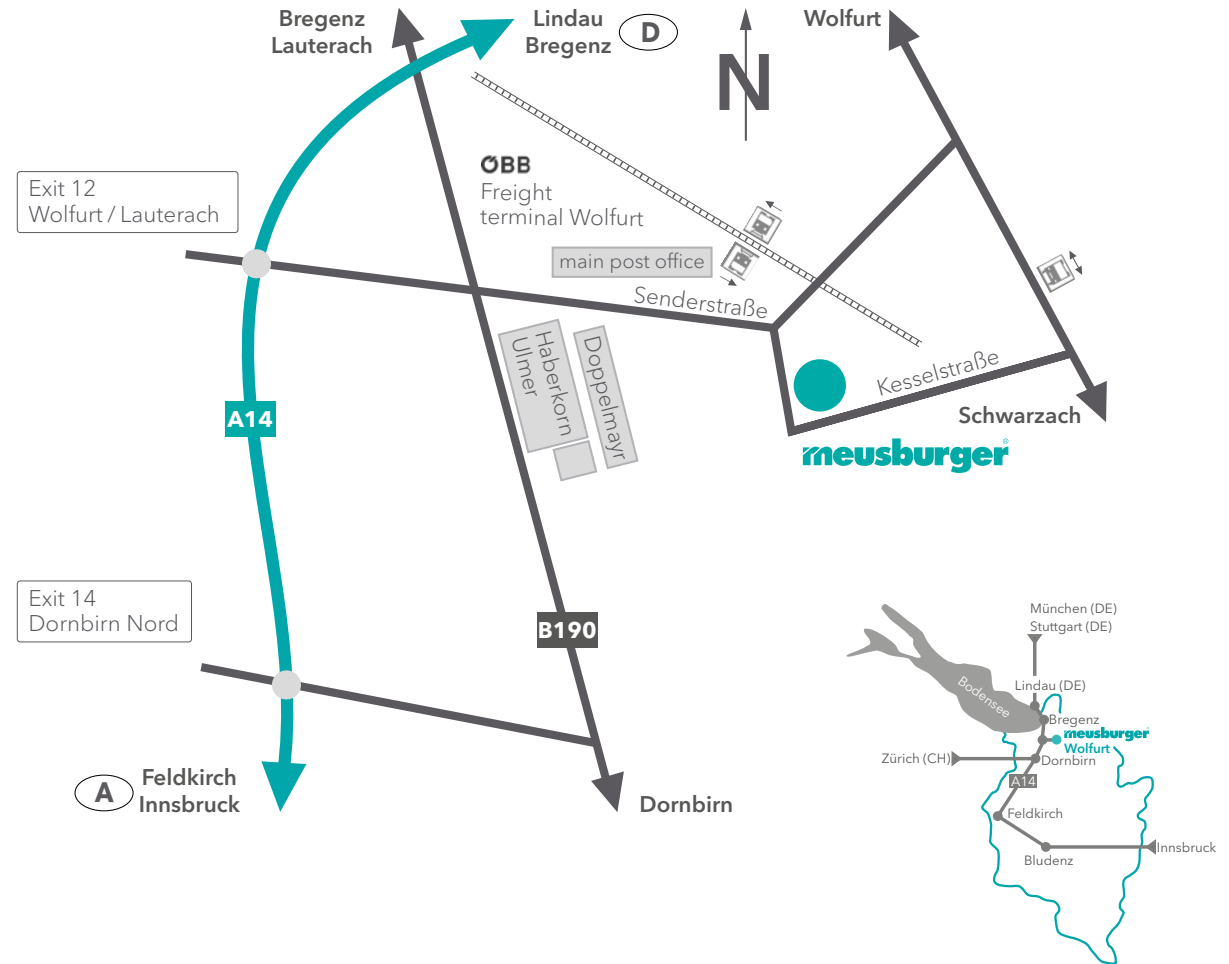 Bregenz
Lauterach
Lindau
Bregenz
D
N
Wolfurt
Exit 12
Wolfurt / Lauterach
ÖBB
Freight
terminal Wolfurt
main post office
Senderstraße
Haberkorn
Ulmer
Doppelmayr
Kesselstraße
Schwarzach
meusburger®
A14
Exit 14
Dornbirn Nord
B190
A
Feldkirch
Innsbruck
Dornbirn
München (DE)
Stuttgart (DE)
Lindau (DE)
Bodensee
Bregenz
meusburger
Wolfurt
Zürich (CH)
Dornbirn
A14
Feldkirch
Bludenz
Innsbruck